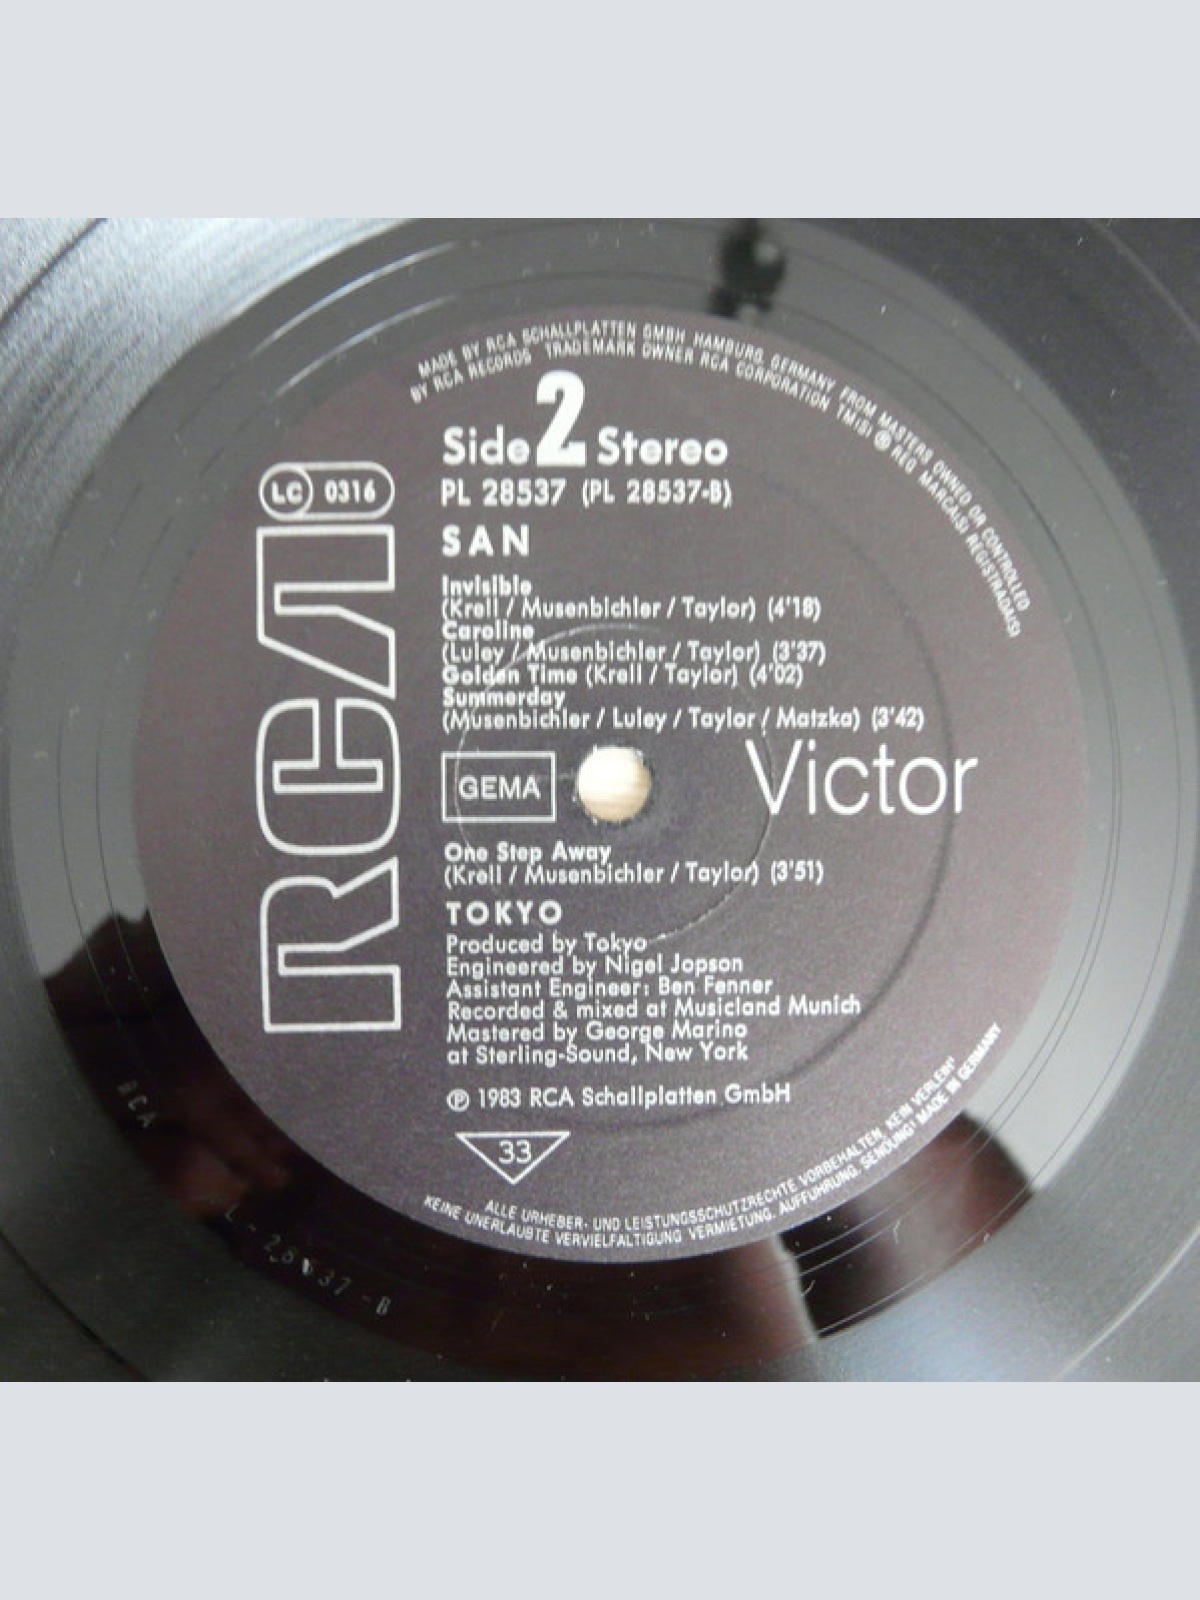 MADE BY RCA SCHALLPLATTEN GMBH, HAMBURG, GERMANY, FROM MASTERS OWNED OR CONTROLLED
BY RCA RECORDS TRADEMARK OWNER RCA CORPORATION TM(S) ® REG MARCA(S) REGISTRADA(S)
Side 2 Stereo
LC 0316
PL 28537 (PL 28537-B)
SAN
Invisible
(Krell / Musenbichler / Taylor) (4'18)
Caroline
(Luley / Musenbichler / Taylor) (3'37)
Golden Time (Krell / Taylor) (4'02)
Summerday
(Musenbichler / Luley / Taylor / Matzka) (3'42)
RCA
GEMA
Victor
One Step Away
(Krell / Musenbichler / Taylor) (3'51)
TOKYO
Produced by Tokyo
Engineered by Nigel Jopson
Assistant Engineer: Ben Fenner
Recorded & mixed at Musicland Munich
Mastered by George Marino
at Sterling-Sound, New York
℗ 1983 RCA Schallplatten GmbH
33
ALLE URHEBER- UND LEISTUNGSSCHUTZRECHTE VORBEHALTEN. KEIN VERLEIH!
KEINE UNERLAUBTE VERVIELFÄLTIGUNG, VERMIETUNG, AUFFÜHRUNG, SENDUNG! MADE IN GERMANY
RCA